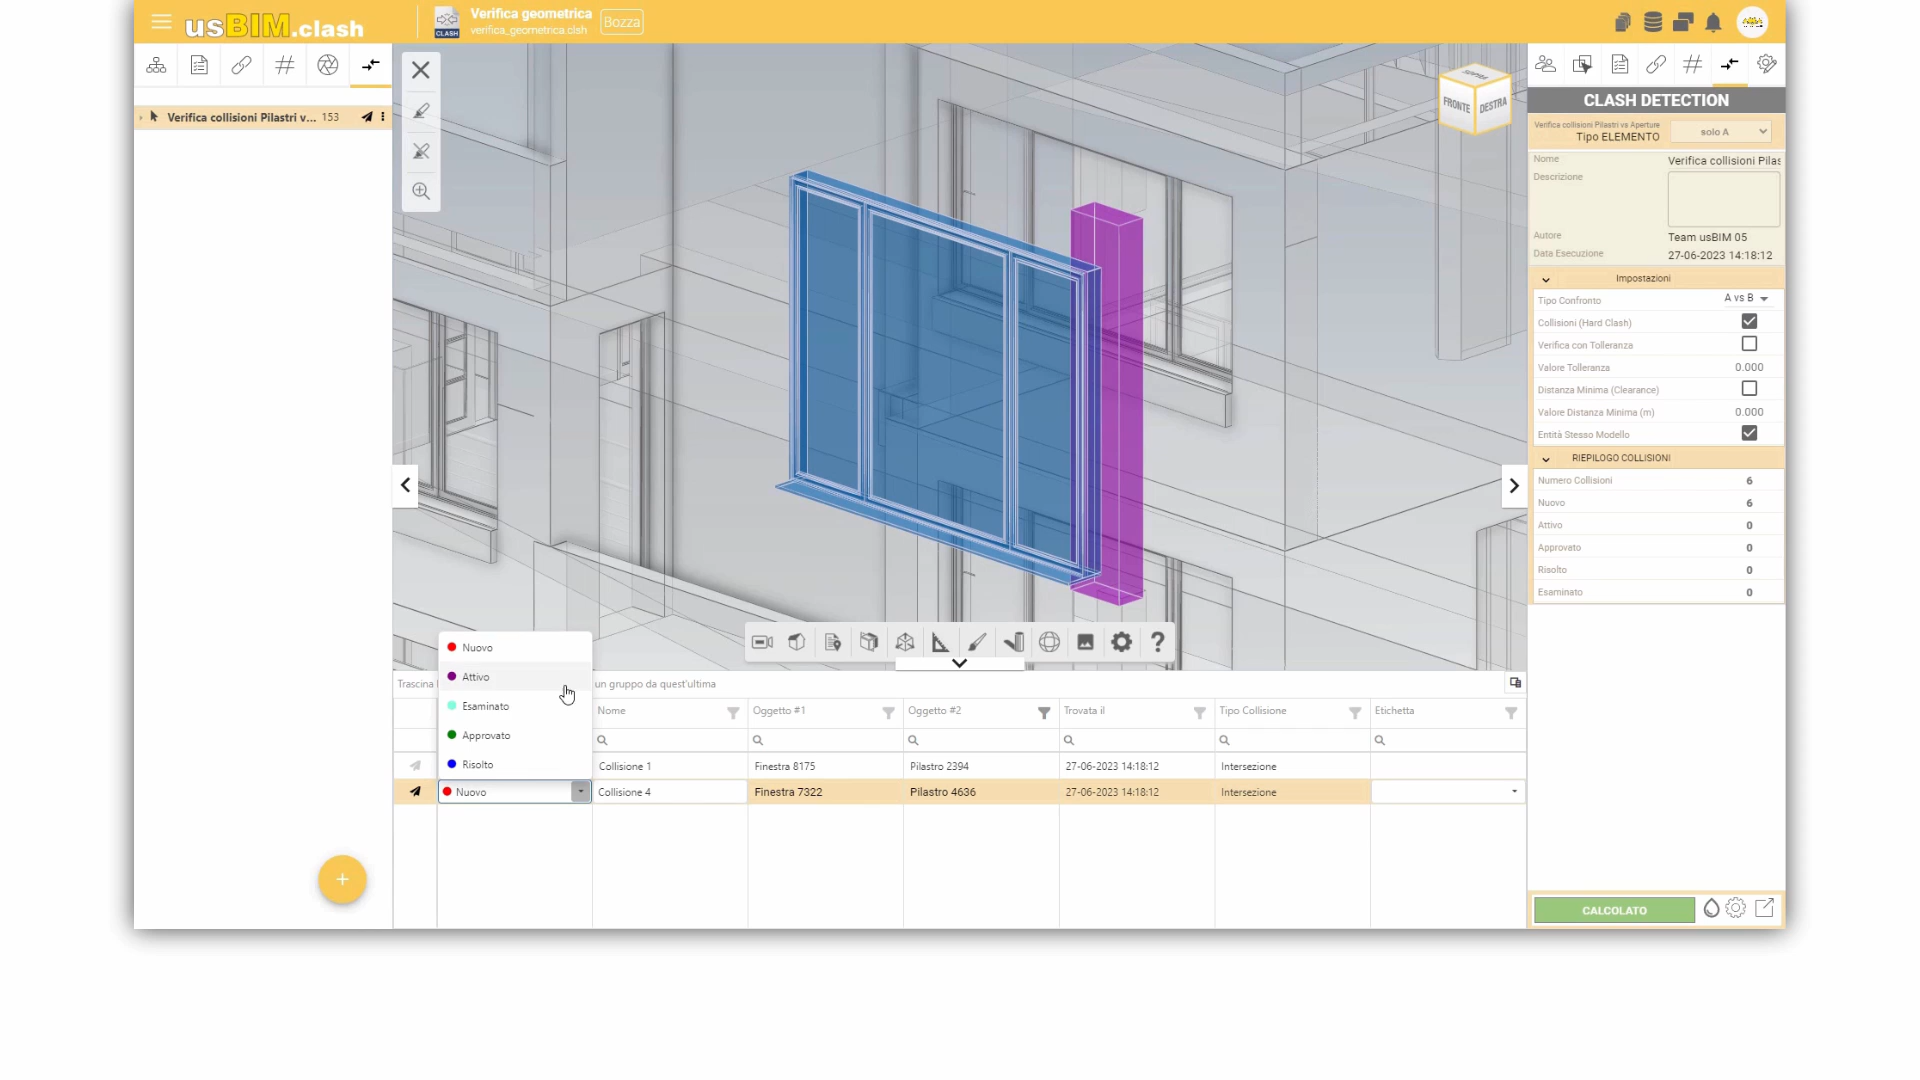 usBIM.clash
CLASH
Verifica geometrica
verifica_geometrica.clsh
Bozza
Verifica collisioni Pilastri v... 153
SOPRA
FRONTE
DESTRA
CLASH DETECTION
Verifica collisioni Pilastri vs Aperture
Tipo ELEMENTO
solo A
Nome Verifica collisioni Pilas
Descrizione
Autore Team usBIM 05
Data Esecuzione 27-06-2023 14:18:12
Impostazioni
Tipo Confronto A vs B
Collisioni (Hard Clash)
Verifica con Tolleranza
Valore Tolleranza 0.000
Distanza Minima (Clearance)
Valore Distanza Minima (m) 0.000
Entità Stesso Modello
RIEPILOGO COLLISIONI
Numero Collisioni 6
Nuovo 6
Attivo 0
Approvato 0
Risolto 0
Esaminato 0
Nuovo
Attivo
Esaminato
Approvato
Risolto
Trascina un gruppo da quest'ultima
Nome Oggetto #1 Oggetto #2 Trovata il Tipo Collisione Etichetta
Collisione 1 Finestra 8175 Pilastro 2394 27-06-2023 14:18:12 Intersezione
Nuovo Collisione 4 Finestra 7322 Pilastro 4636 27-06-2023 14:18:12 Intersezione
CALCOLATO